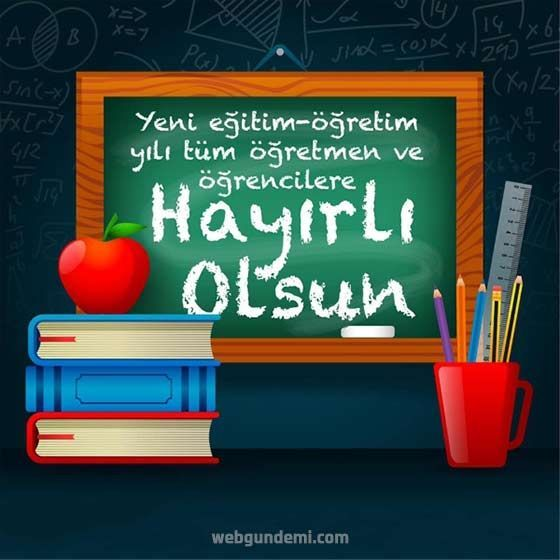 Yeni eğitim-öğretim
yılı tüm öğretmen ve
öğrencilere
Hayırlı
Olsun
webgundemi.com